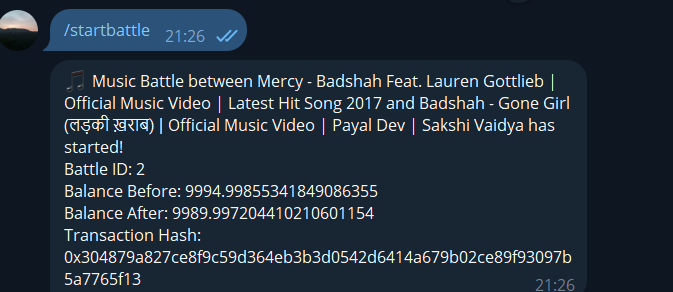 /startbattle 21:26
🎵 Music Battle between Mercy - Badshah Feat. Lauren Gottlieb |
Official Music Video | Latest Hit Song 2017 and Badshah - Gone Girl
(लड़की ख़राब) | Official Music Video | Payal Dev | Sakshi Vaidya has
started!
Battle ID: 2
Balance Before: 9994.99855341849086355
Balance After: 9989.997204410210601154
Transaction Hash:
0x304879a827ce8f9c59d364eb3b3d0542d6414a679b02ce89f93097b
5a7765f13
21:26